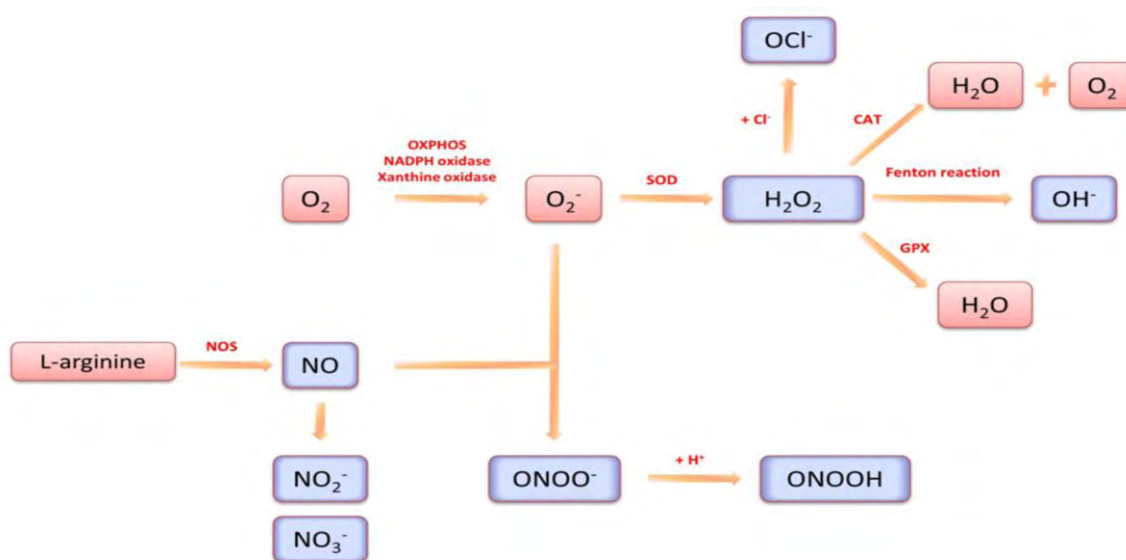 OCl⁻
H₂O + O₂
+ Cl⁻
CAT
OXPHOS
NADPH oxidase
Xanthine oxidase
O₂
O₂⁻
SOD
H₂O₂
Fenton reaction
OH⁻
GPX
H₂O
L-arginine
NOS
NO
NO₂⁻
ONOO⁻
+ H⁺
ONOOH
NO₃⁻